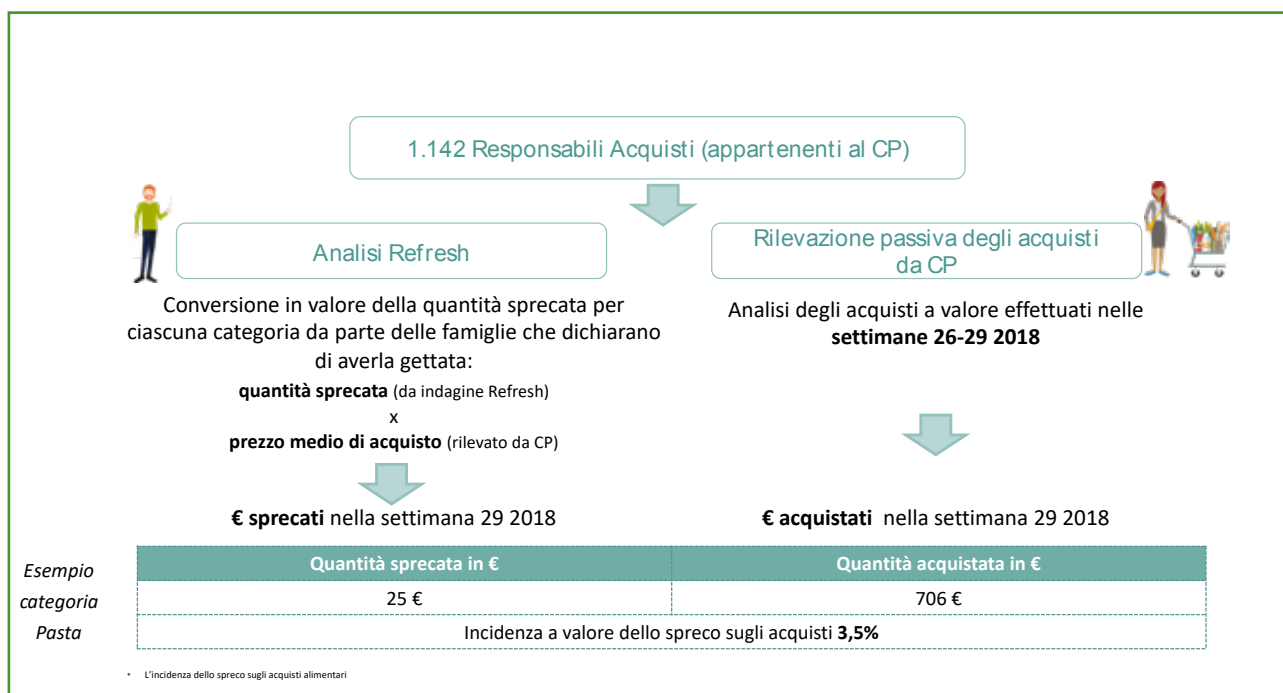 1.142 Responsabili Acquisti (appartenenti al CP)
Analisi Refresh
Conversione in valore della quantità sprecata per
ciascuna categoria da parte delle famiglie che dichiarano
di averla gettata:
quantità sprecata (da indagine Refresh)
x
prezzo medio di acquisto (rilevato da CP)
€ sprecati nella settimana 29 2018
Rilevazione passiva degli acquisti
da CP
Analisi degli acquisti a valore effettuati nelle
settimane 26-29 2018
€ acquistati nella settimana 29 2018
Esempio
categoria
Pasta
Quantità sprecata in € Quantità acquistata in €
25 € 706 €
Incidenza a valore dello spreco sugli acquisti 3,5%
• L'incidenza dello spreco sugli acquisti alimentari